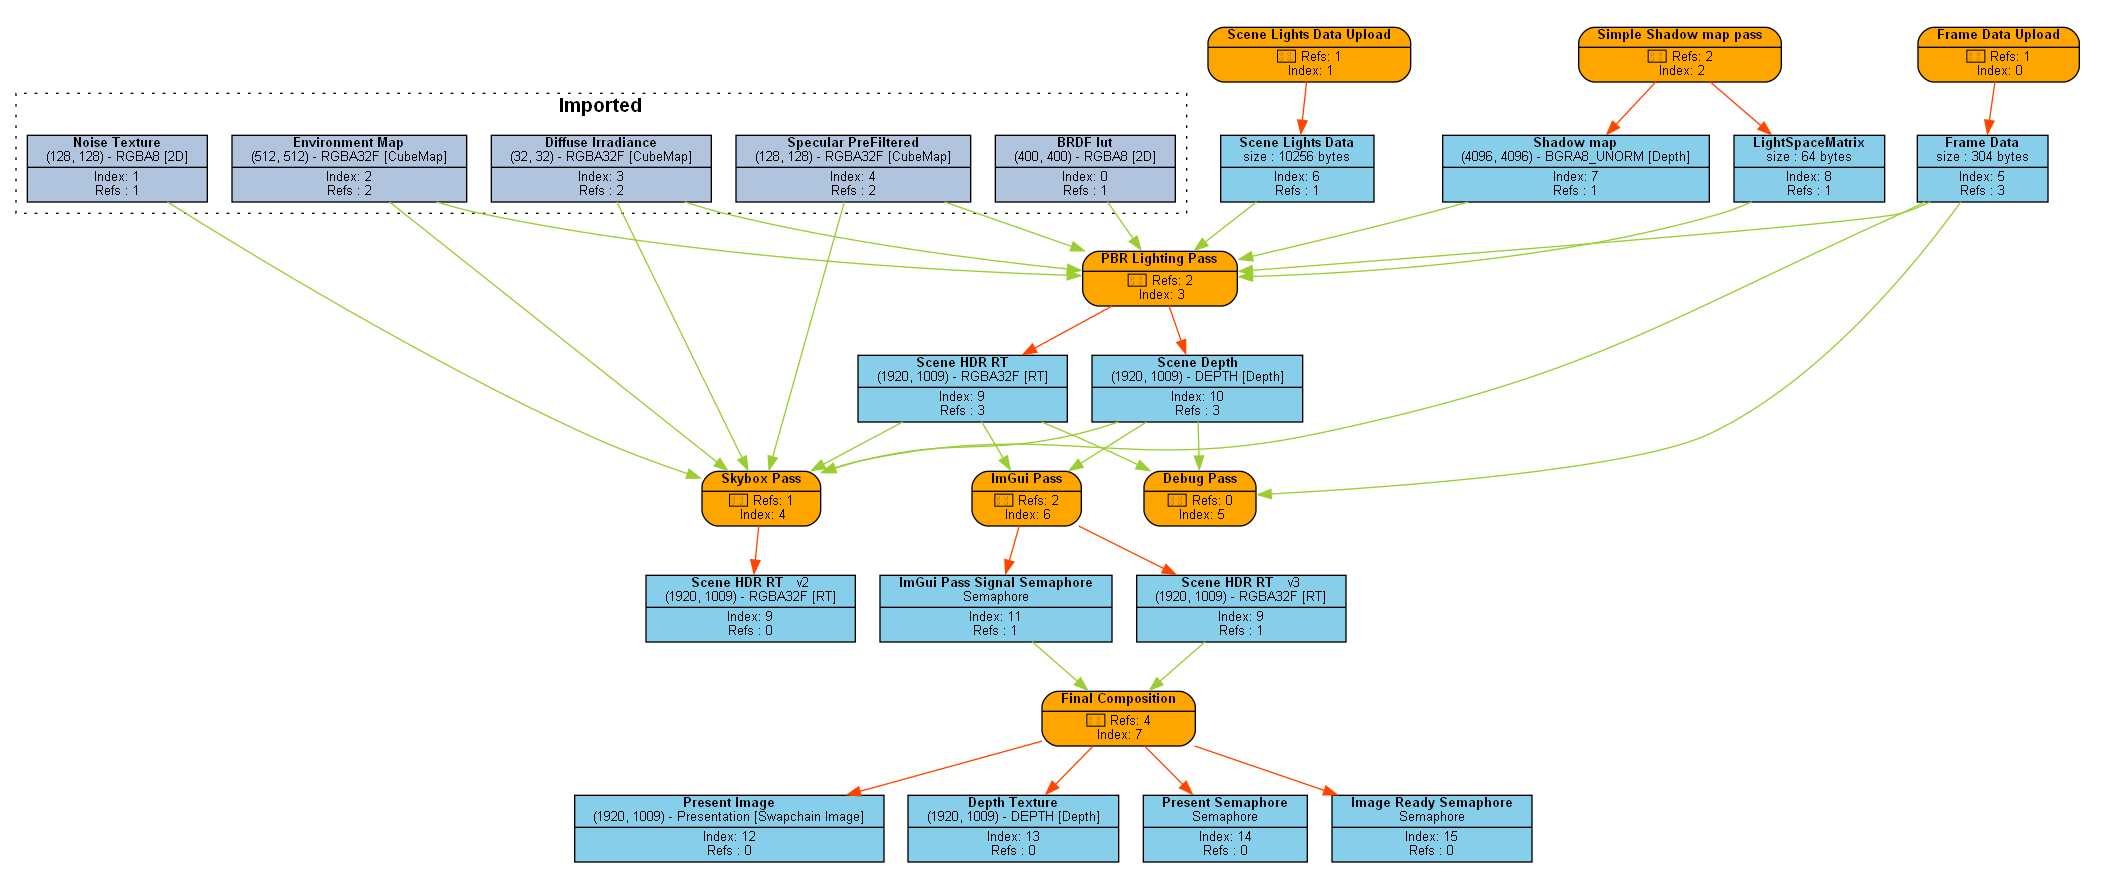 Scene Lights Data Upload
Refs: 1
Index: 1
Simple Shadow map pass
Refs: 2
Index: 2
Frame Data Upload
Refs: 1
Index: 0
Imported
Noise Texture
(128, 128) - RGBA8 [2D]
Index: 1
Refs : 1
Environment Map
(512, 512) - RGBA32F [CubeMap]
Index: 2
Refs : 2
Diffuse Irradiance
(32, 32) - RGBA32F [CubeMap]
Index: 3
Refs : 2
Specular PreFiltered
(128, 128) - RGBA32F [CubeMap]
Index: 4
Refs : 2
BRDF lut
(400, 400) - RGBA8 [2D]
Index: 0
Refs : 1
Scene Lights Data
size : 10256 bytes
Index: 6
Refs : 1
Shadow map
(4096, 4096) - BGRA8_UNORM [Depth]
Index: 7
Refs : 1
LightSpaceMatrix
size : 64 bytes
Index: 8
Refs : 1
Frame Data
size : 304 bytes
Index: 5
Refs : 3
PBR Lighting Pass
Refs: 2
Index: 3
Scene HDR RT
(1920, 1009) - RGBA32F [RT]
Index: 9
Refs : 3
Scene Depth
(1920, 1009) - DEPTH [Depth]
Index: 10
Refs : 3
Skybox Pass
Refs: 1
Index: 4
ImGui Pass
Refs: 2
Index: 6
Debug Pass
Refs: 0
Index: 5
Scene HDR RT v2
(1920, 1009) - RGBA32F [RT]
Index: 9
Refs : 0
ImGui Pass Signal Semaphore
Semaphore
Index: 11
Refs : 1
Scene HDR RT v3
(1920, 1009) - RGBA32F [RT]
Index: 9
Refs : 1
Final Composition
Refs: 4
Index: 7
Present Image
(1920, 1009) - Presentation [Swapchain Image]
Index: 12
Refs : 0
Depth Texture
(1920, 1009) - DEPTH [Depth]
Index: 13
Refs : 0
Present Semaphore
Semaphore
Index: 14
Refs : 0
Image Ready Semaphore
Semaphore
Index: 15
Refs : 0